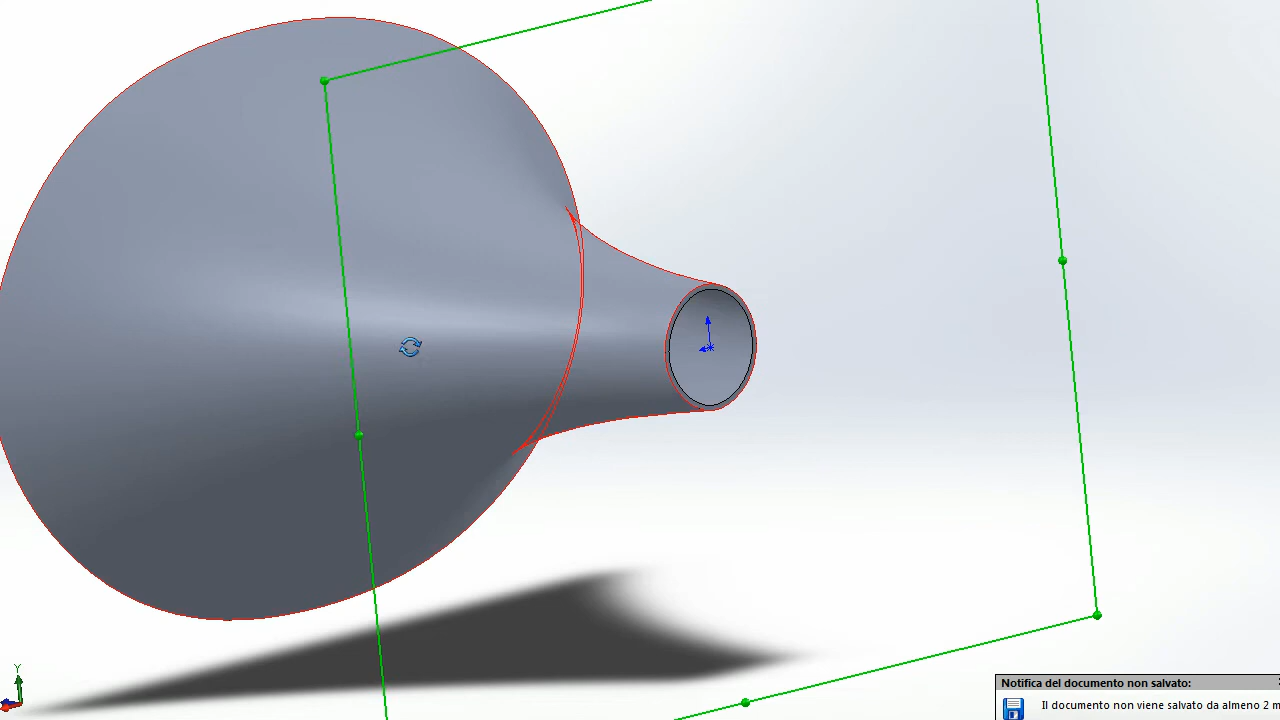 Y
Notifica del documento non salvato:
Il documento non viene salvato da almeno 2 m